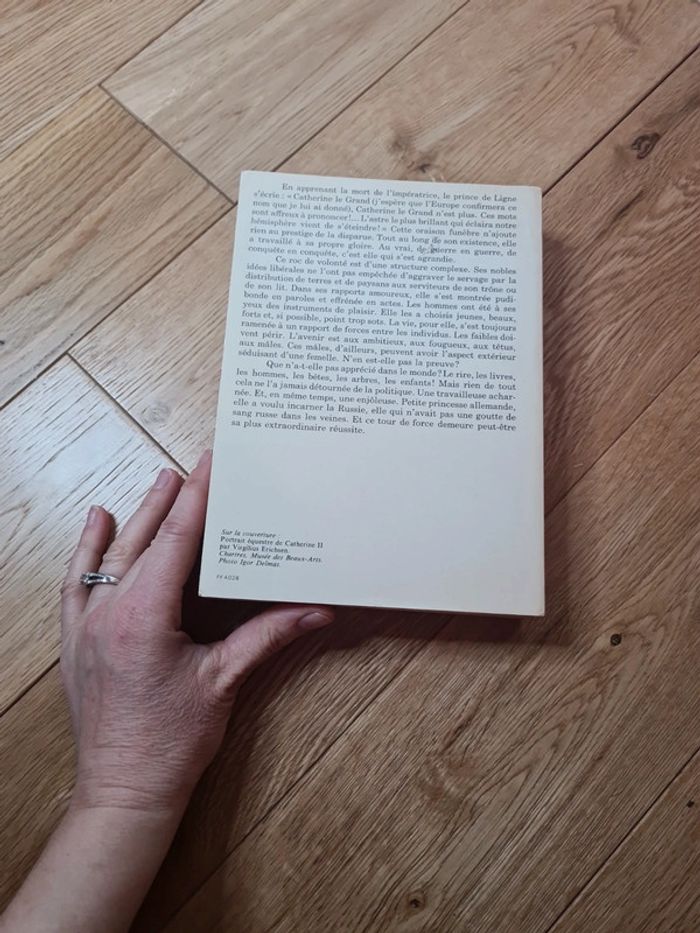 En apprenant la mort de l'impératrice, le prince de Ligne
s'écrie : « Catherine le Grand (j'espère que l'Europe confirmera ce
nom que je lui ai donné), Catherine le Grand n'est plus. Ces mots
sont affreux à prononcer !... L'astre le plus brillant qui éclaira notre
hémisphère vient de s'éteindre ! » Cette oraison funèbre n'ajoute
rien au prestige de la disparue. Tout au long de son existence, elle
a travaillé à sa propre gloire. Au vrai, de guerre en guerre, de
conquête en conquête, c'est elle qui s'est agrandie.
Ce roc de volonté est d'une structure complexe. Ses nobles
idées libérales ne l'ont pas empêchée d'aggraver le servage par la
distribution de terres et de paysans aux serviteurs de son trône ou
de son lit. Dans ses rapports amoureux, elle s'est montrée pudi-
bonde en paroles et effrénée en actes. Les hommes ont été à ses
yeux des instruments de plaisir. Elle les a choisis jeunes, beaux,
forts et, si possible, point trop sots. La vie, pour elle, s'est toujours
ramenée à un rapport de forces entre les individus. Les faibles doi-
vent périr. L'avenir est aux ambitieux, aux fougueux, aux têtus,
aux mâles. Ces mâles, d'ailleurs, peuvent avoir l'aspect extérieur
séduisant d'une femelle. N'en est-elle pas la preuve ?
Que n'a-t-elle pas apprécié dans le monde ? Le rire, les livres,
les hommes, les bêtes, les arbres, les enfants ! Mais rien de tout
cela ne l'a jamais détournée de la politique. Une travailleuse achar-
née. Et, en même temps, une enjôleuse. Petite princesse allemande,
elle a voulu incarner la Russie, elle qui n'avait pas une goutte de
sang russe dans les veines. Et ce tour de force demeure peut-être
sa plus extraordinaire réussite.
Sur la couverture :
Portrait équestre de Catherine II
par Virgilius Erichsen.
Chartres, Musée des Beaux-Arts.
Photo Igor Delmas.
FF 4028